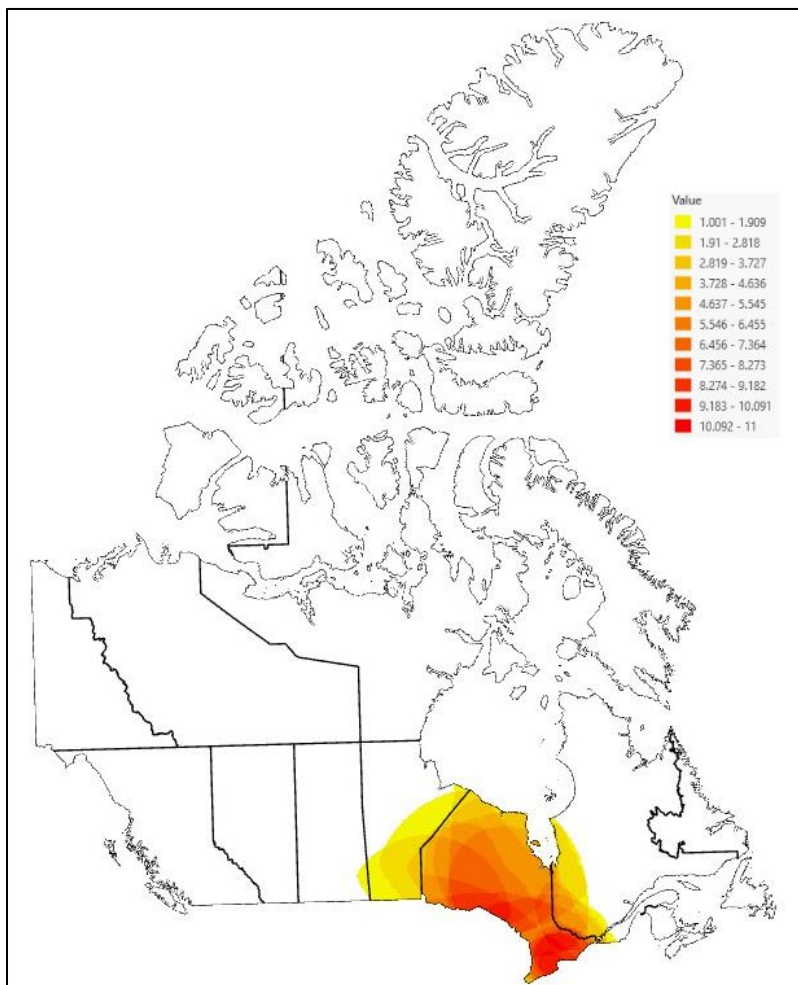 Value
1.001 - 1.909
1.91 - 2.818
2.819 - 3.727
3.728 - 4.636
4.637 - 5.545
5.546 - 6.455
6.456 - 7.364
7.365 - 8.273
8.274 - 9.182
9.183 - 10.091
10.092 - 11